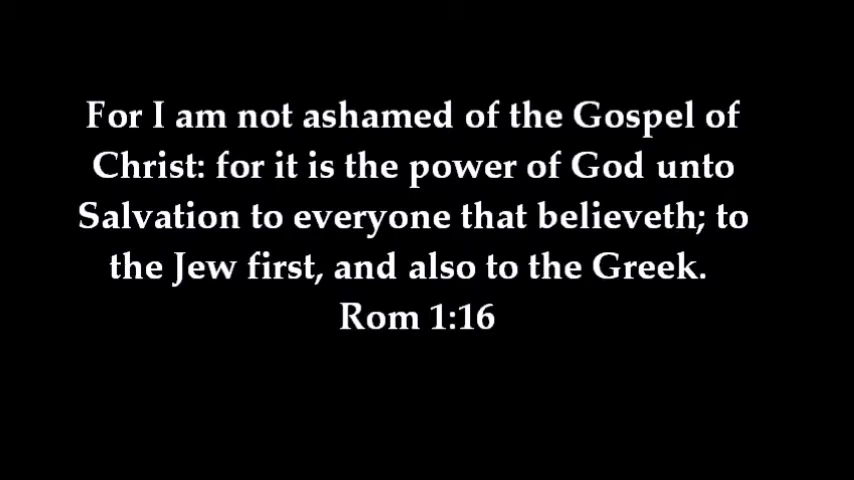 For I am not ashamed of the Gospel of
Christ: for it is the power of God unto
Salvation to everyone that believeth; to
the Jew first, and also to the Greek.
Rom 1:16